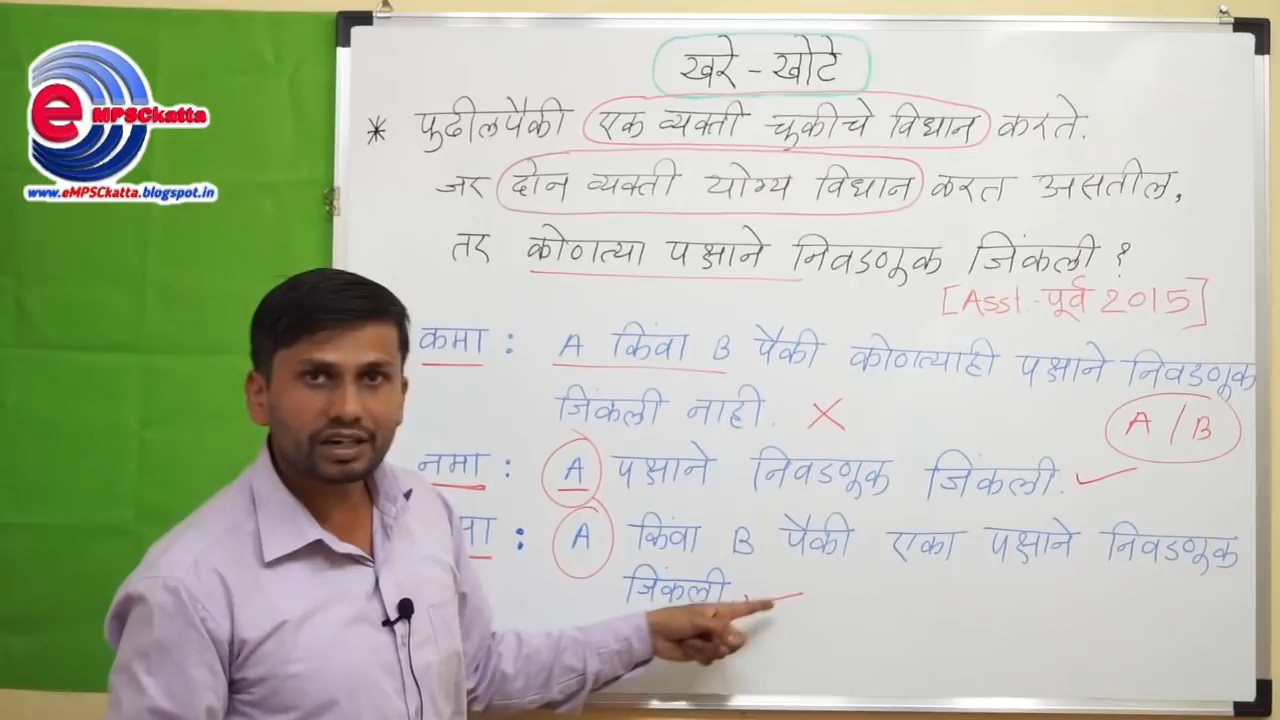 eMPSCkatta
www.eMPSCkatta.blogspot.in
खरे - खोटे
* पुढीलपैकी एक व्यक्ती चुकीचे विधान करते.
जर दोन व्यक्ती योग्य विधान करत असतील,
तर कोणत्या पक्षाने निवडणूक जिंकली ?
[Asst. पूर्व 2015]
कमा : A किंवा B पैकी कोणत्याही पक्षाने निवडणूक
जिंकली नाही. ✗
A / B
नमा : A पक्षाने निवडणूक जिंकली. ✓
मा : A किंवा B पैकी एका पक्षाने निवडणूक
जिंकली